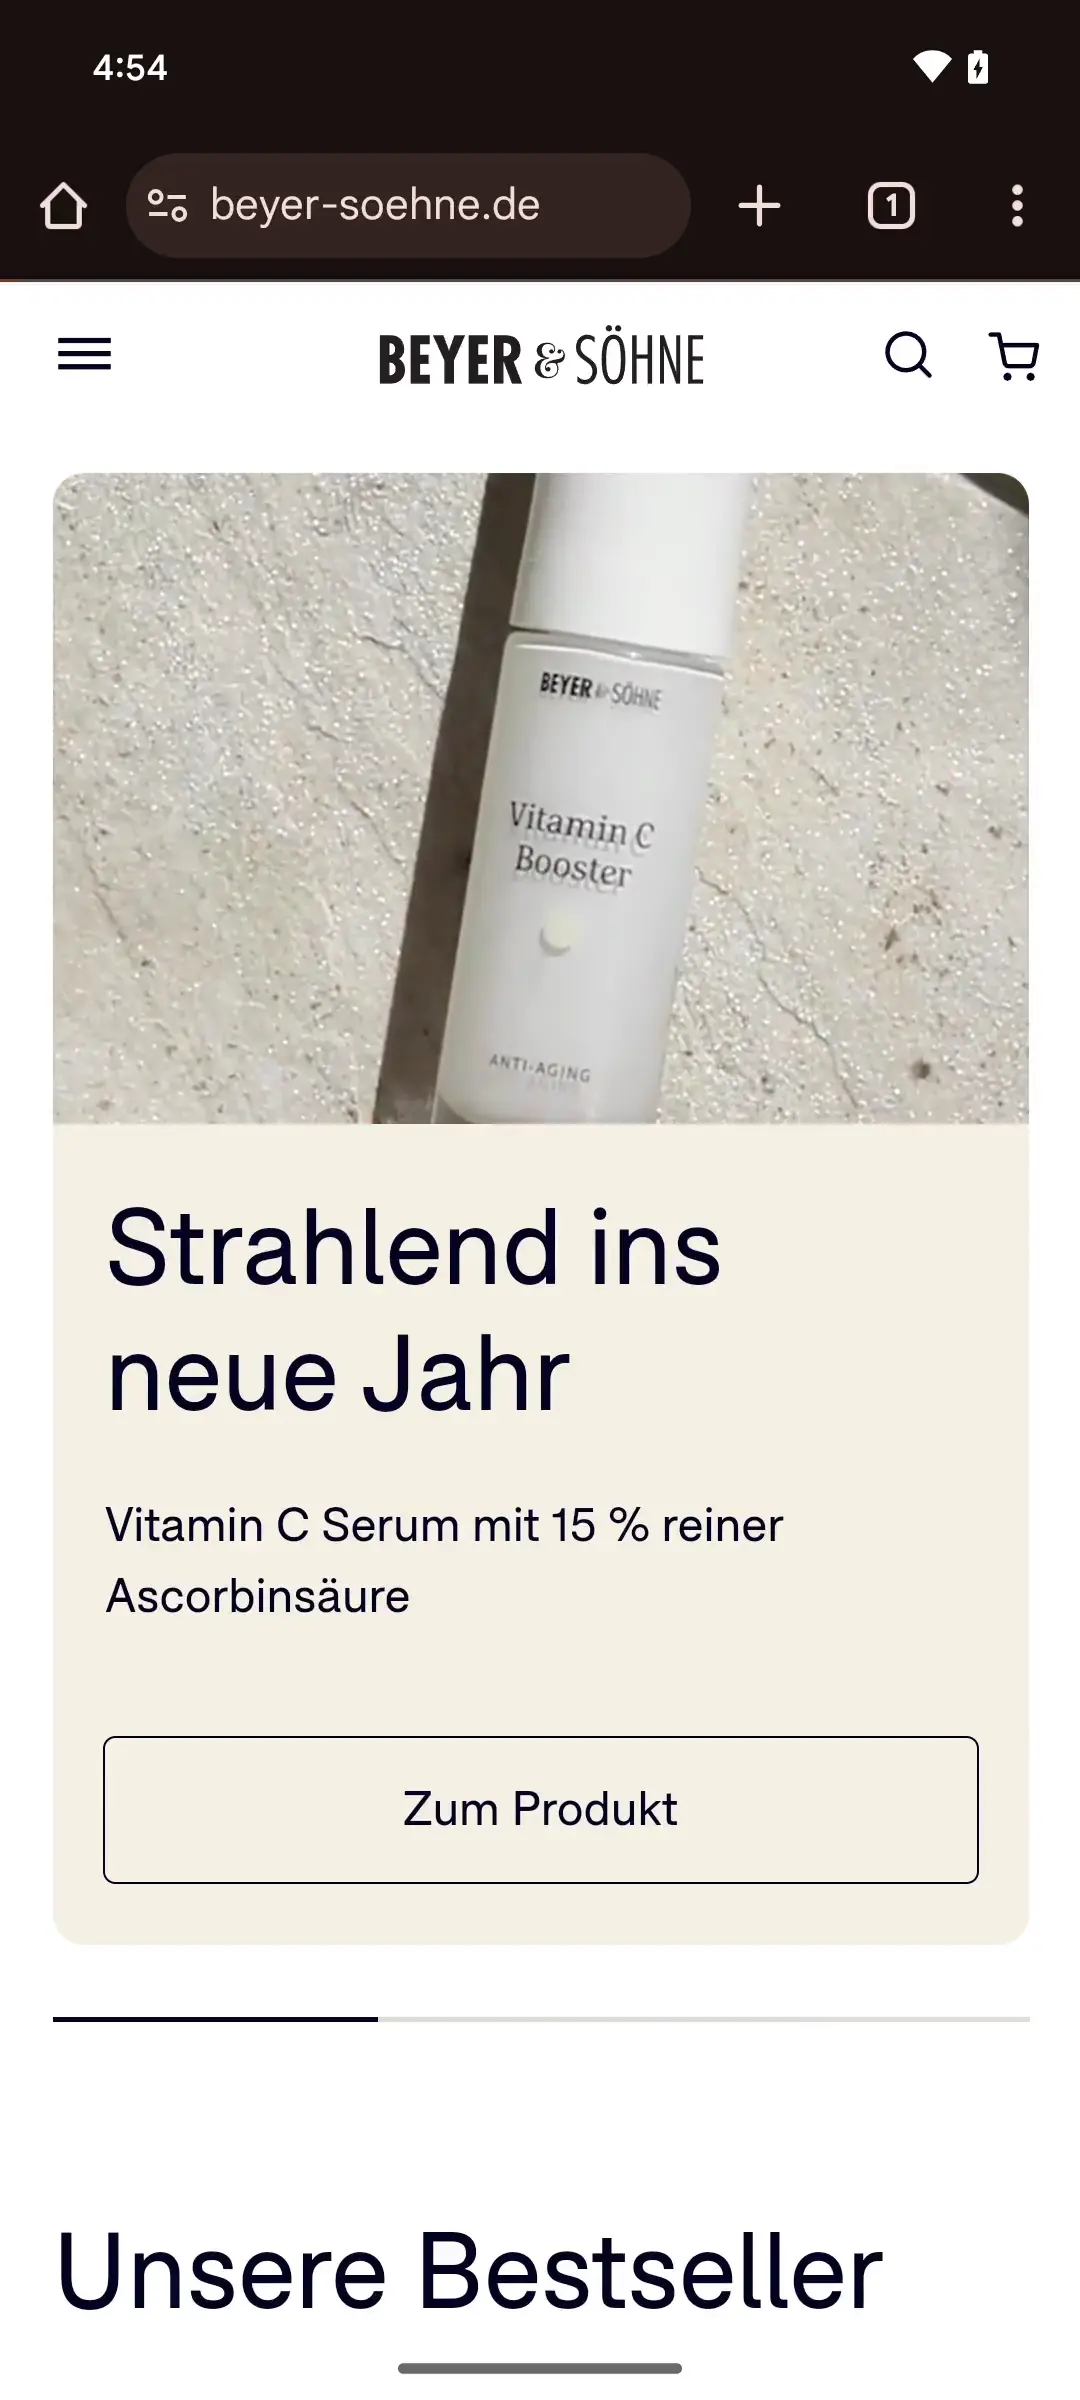 4:54
beyer-soehne.de
1
BEYER & SÖHNE
BEYER & SÖHNE
Vitamin C
Booster
ANTI-AGING
Strahlend ins
neue Jahr
Vitamin C Serum mit 15 % reiner
Ascorbinsäure
Zum Produkt
Unsere Bestseller